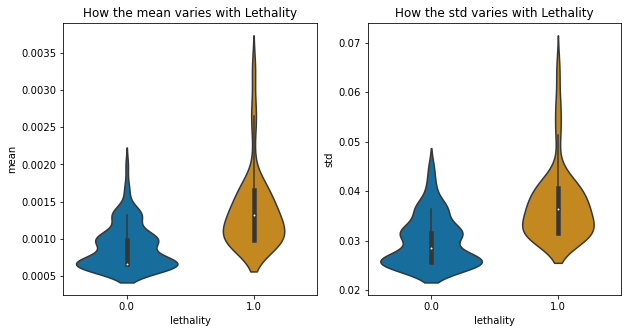 How the mean varies with Lethality
0.0035
0.0030
0.0025
0.0020
0.0015
0.0010
0.0005
mean
0.0
1.0
lethality
How the std varies with Lethality
0.07
0.06
0.05
0.04
0.03
0.02
std
0.0
1.0
lethality